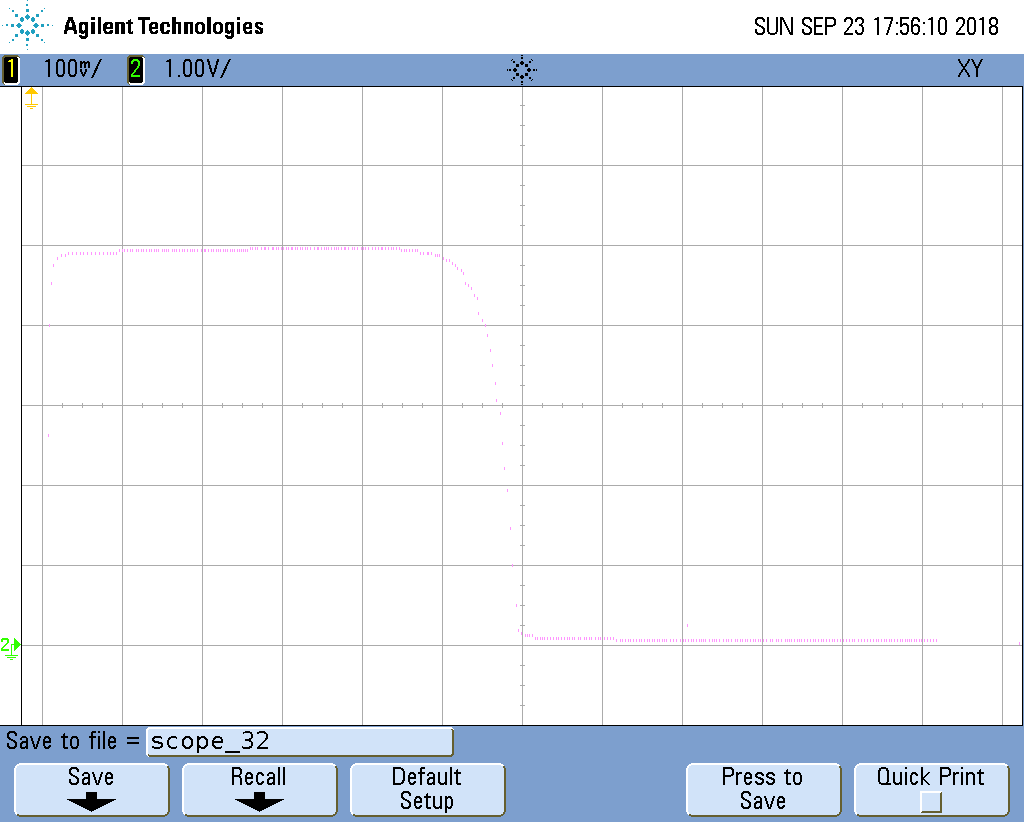 Agilent Technologies
SUN SEP 23 17:56:10 2018
1 100mV/ 2 1.00V/ XY
2
Save to file = scope_32
Save
Recall
Default
Setup
Press to
Save
Quick Print